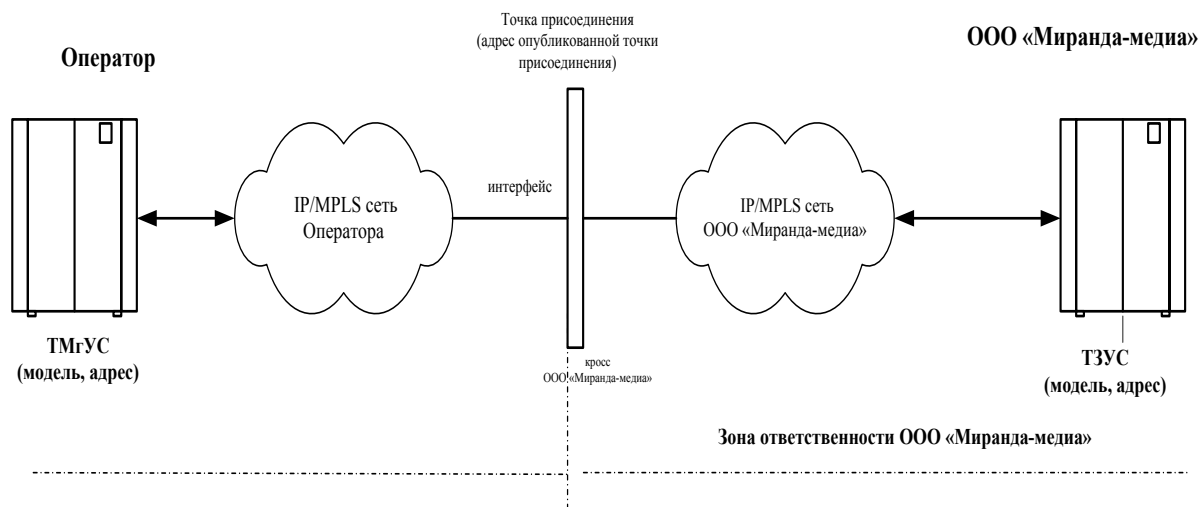 Точка присоединения
(адрес опубликованной точки
присоединения)
Оператор
ООО «Миранда-медиа»
интерфейс
IP/MPLS сеть
Оператора
IP/MPLS сеть
ООО «Миранда-медиа»
ТМгУС
(модель, адрес)
кросс
ООО «Миранда-медиа»
ТЗУС
(модель, адрес)
Зона ответственности ООО «Миранда-медиа»